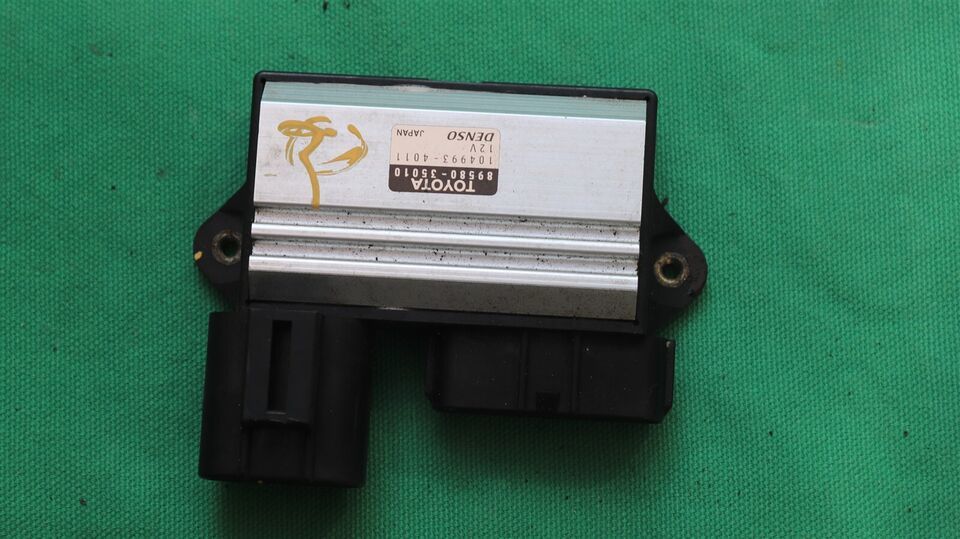 TOYOTA
89580-35010
104993-4011
12V
DENSO JAPAN